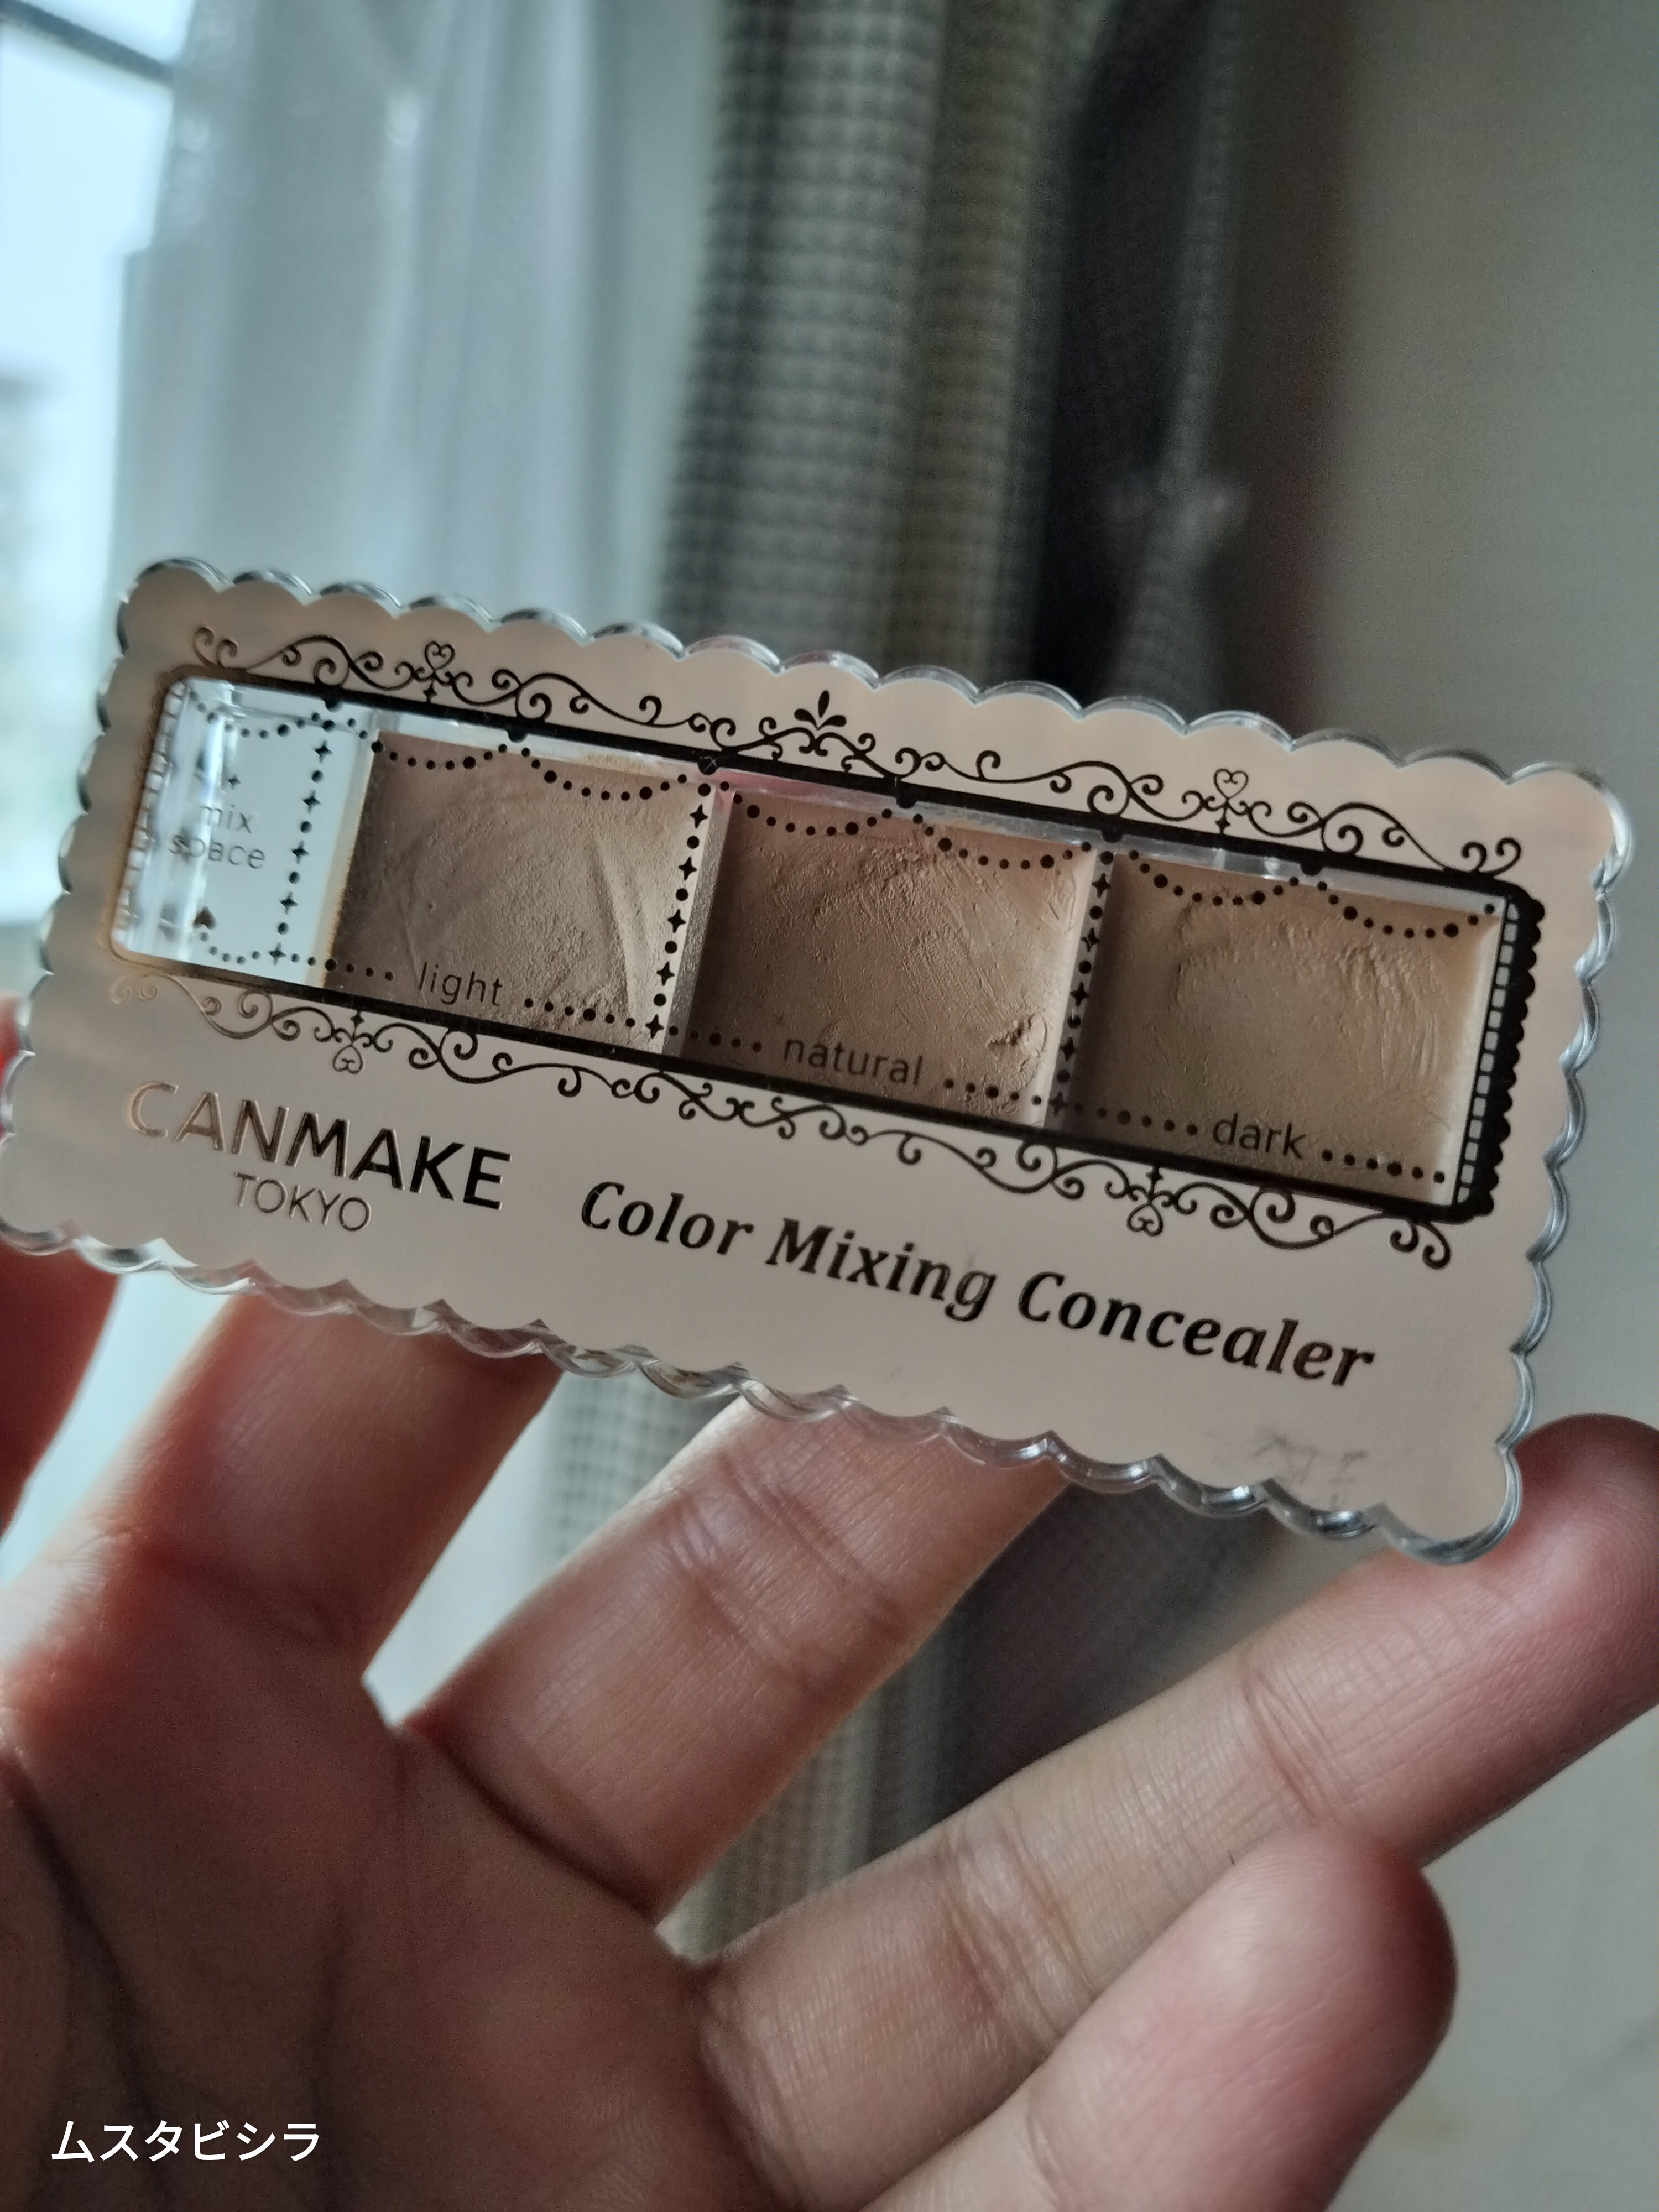 mix
space
light
natural
dark
CANMAKE
TOKYO
Color Mixing Concealer
ムスタビシラ